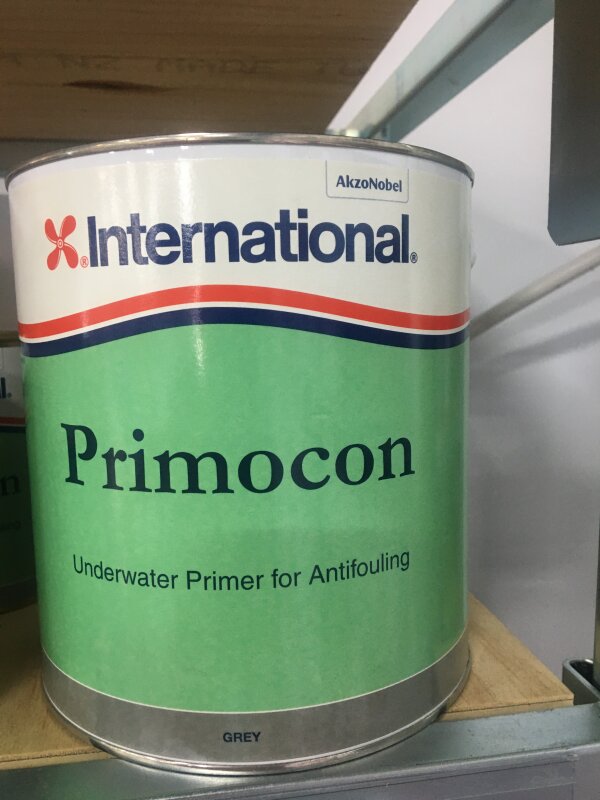 AkzoNobel
International
Primocon
Underwater Primer for Antifouling
GREY